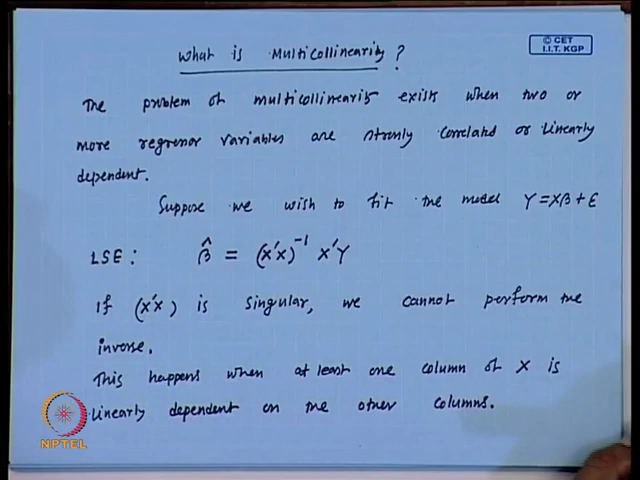 © CET
I.I.T. KGP
What is Multicollinearity?
The problem of multicollinearity exists when two or
more regressor variables are strongly correlated or linearly
dependent.
Suppose we wish to fit the model Y = Xβ + ε
LSE: β̂ = (X'X)⁻¹ X'Y
If (X'X) is singular, we cannot perform the
inverse.
This happens when at least one column of X is
linearly dependent on the other columns.
NPTEL